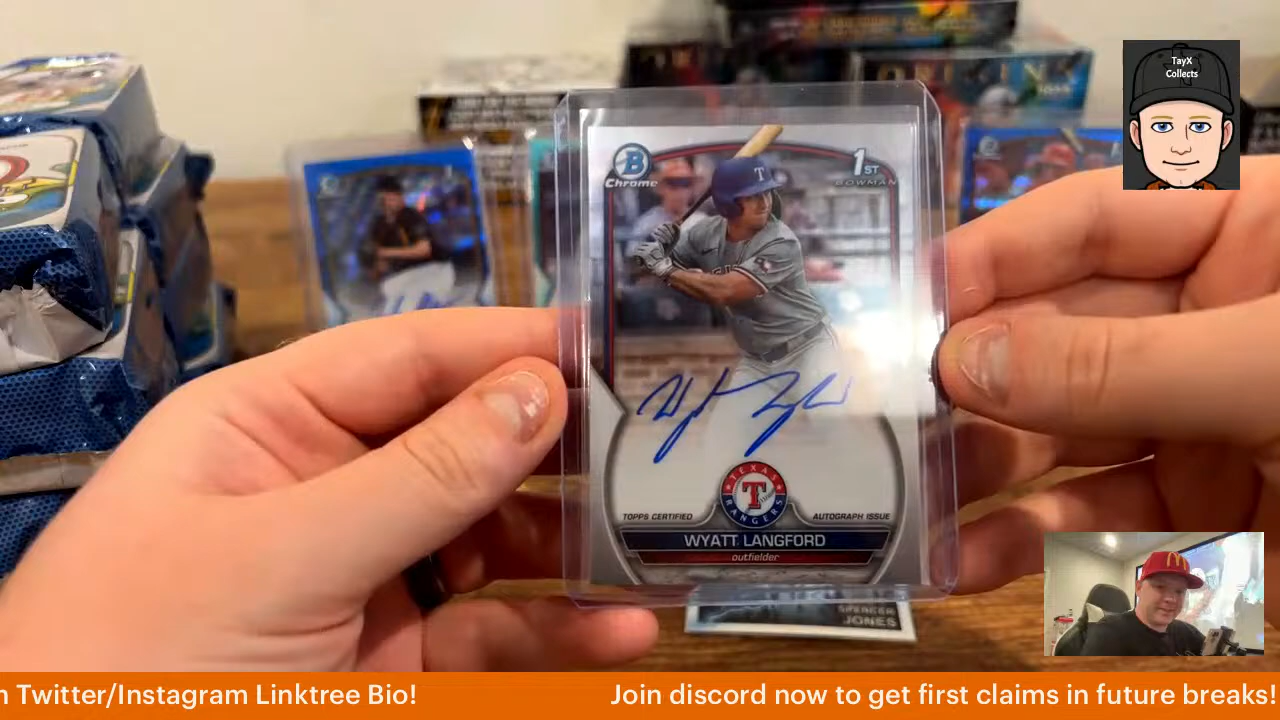 TayX
Collects
B
Chrome
1ST
BOWMAN
T
TEXAS
T
RANGERS
TOPPS CERTIFIED
AUTOGRAPH ISSUE
WYATT LANGFORD
outfielder
SPENCER
JONES
Twitter/Instagram Linktree Bio!
Join discord now to get first claims in future breaks!